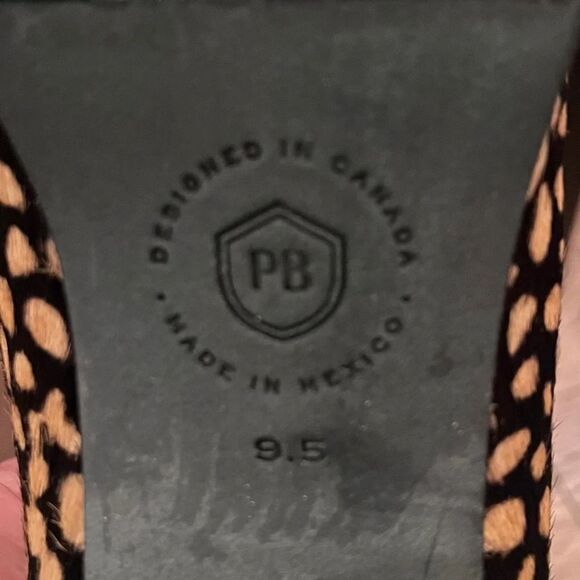 DESIGNED IN CANADA
PB
• MADE IN MEXICO •
9.5